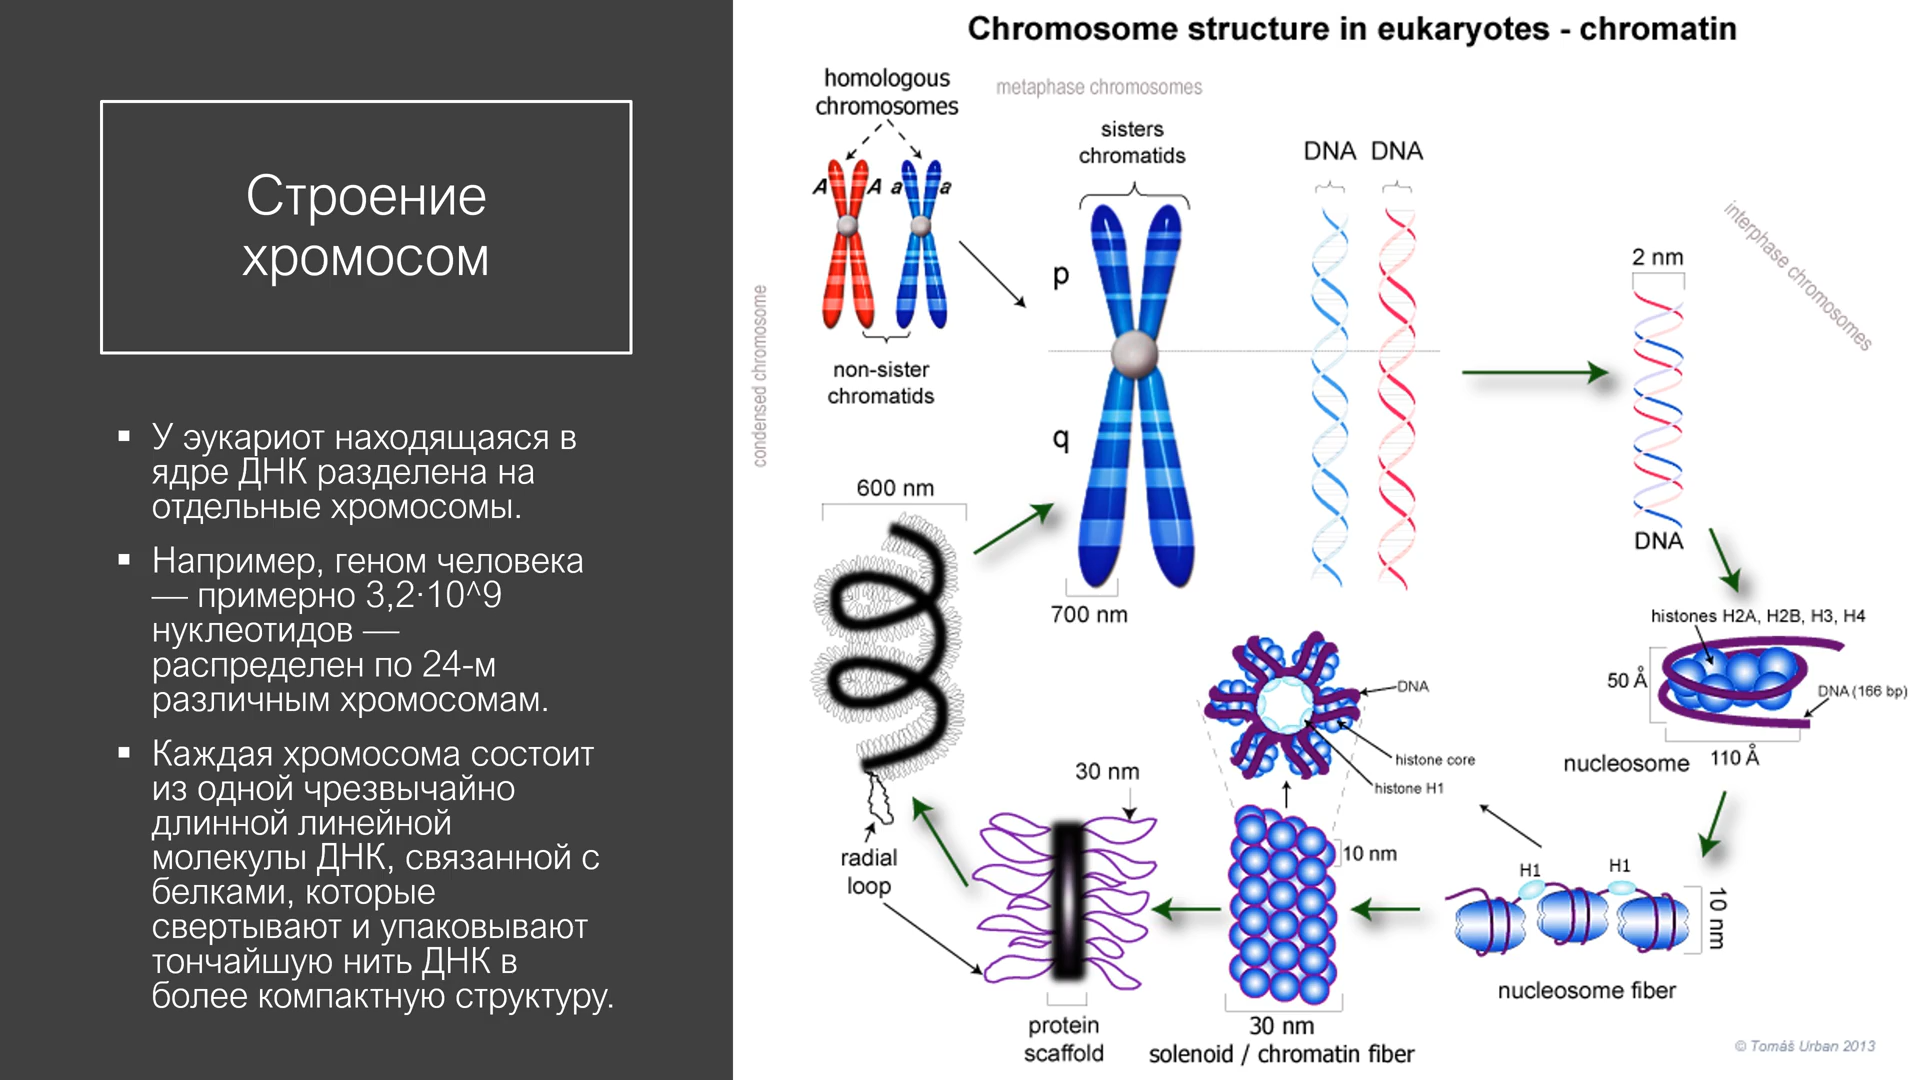 Строение
хромосом
▪ У эукариот находящаяся в
ядре ДНК разделена на
отдельные хромосомы.
▪ Например, геном человека
— примерно 3,2·10^9
нуклеотидов —
распределен по 24-м
различным хромосомам.
▪ Каждая хромосома состоит
из одной чрезвычайно
длинной линейной
молекулы ДНК, связанной с
белками, которые
свертывают и упаковывают
тончайшую нить ДНК в
более компактную структуру.
Chromosome structure in eukaryotes - chromatin
homologous
chromosomes
metaphase chromosomes
sisters
chromatids
DNA DNA
A A a a
interphase chromosomes
2 nm
p
condensed chromosome
non-sister
chromatids
q
600 nm
DNA
700 nm
histones H2A, H2B, H3, H4
50 Å
DNA (166 bp)
110 Å
nucleosome
DNA
histone core
histone H1
30 nm
10 nm
radial
loop
H1 H1
10 nm
nucleosome fiber
protein
scaffold
30 nm
solenoid / chromatin fiber
© Tomáš Urban 2013